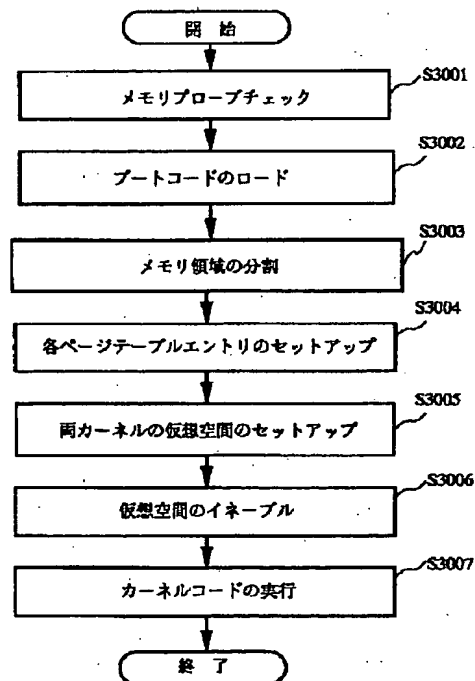 開 始
S3001
メモリプローブチェック
S3002
ブートコードのロード
S3003
メモリ領域の分割
S3004
各ページテーブルエントリのセットアップ
S3005
両カーネルの仮想空間のセットアップ
S3006
仮想空間のイネーブル
S3007
カーネルコードの実行
終 了